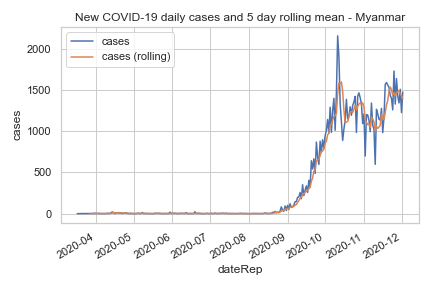 New COVID-19 daily cases and 5 day rolling mean - Myanmar
cases
cases (rolling)
2000
1500
1000
500
0
cases
2020-04
2020-05
2020-06
2020-07
2020-08
2020-09
2020-10
2020-11
2020-12
dateRep